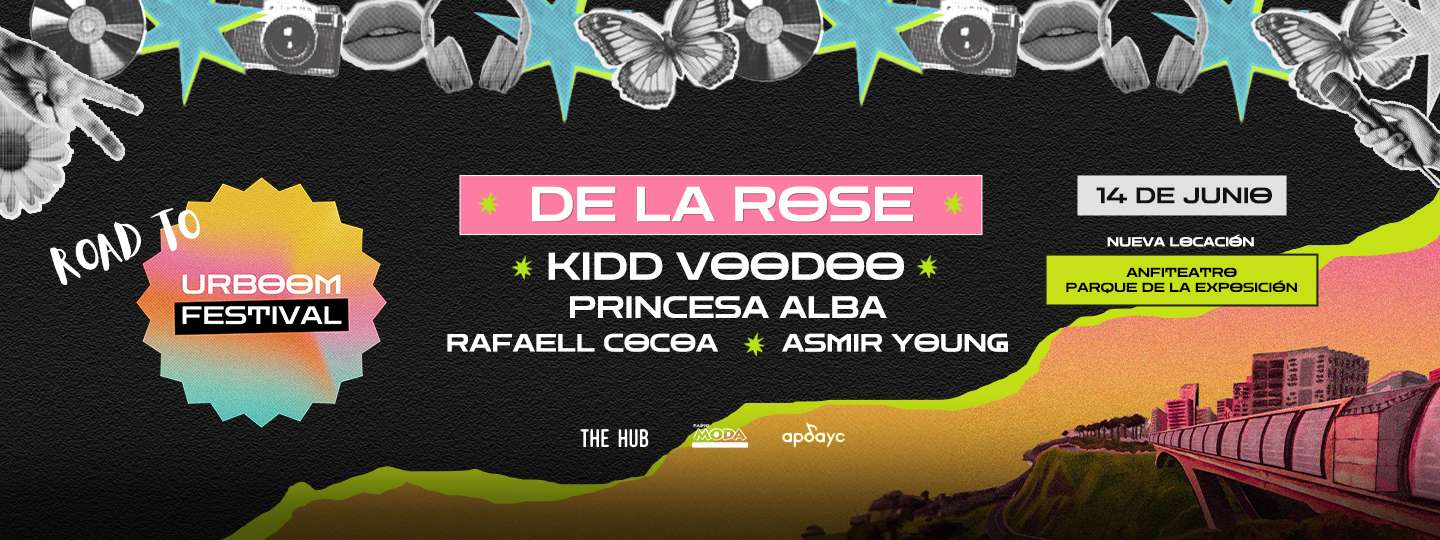 ROAD TO
URBOOM
FESTIVAL
DE LA ROSE
KIDD VOODOO
PRINCESA ALBA
RAFAELL COCOA ASMIR YOUNG
14 DE JUNIO
NUEVA LOCACIÓN
ANFITEATRO
PARQUE DE LA EXPOSICIÓN
THE HUB
RADIO
MODA
apdayc